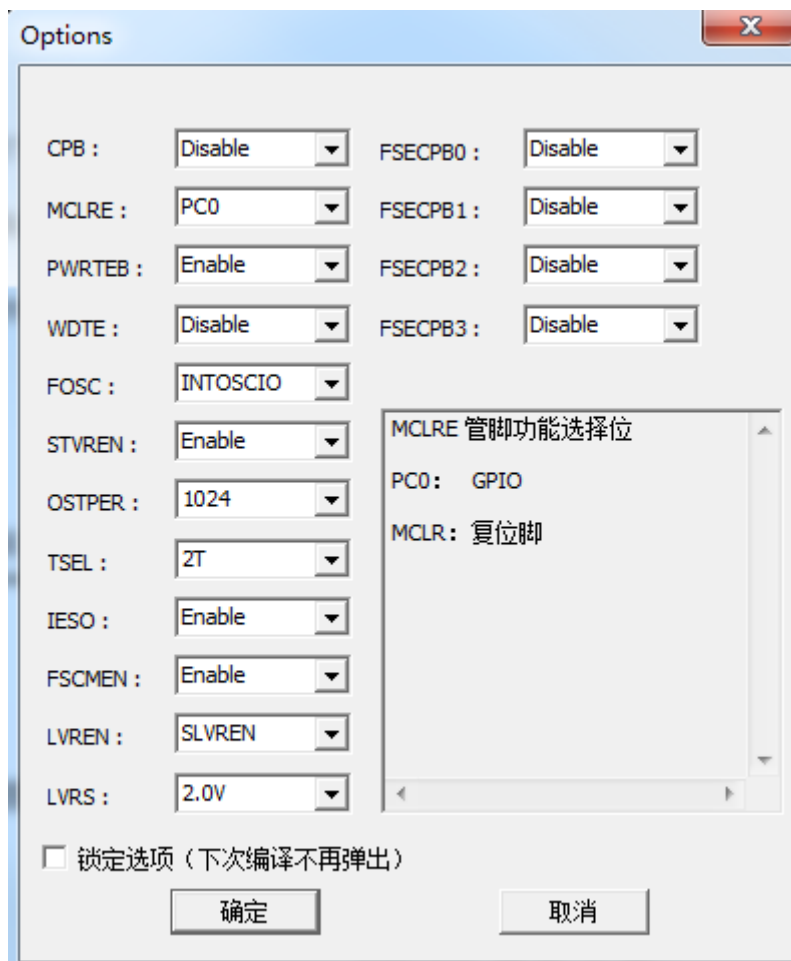 Options
CPB : Disable FSECPB0 : Disable
MCLRE : PC0 FSECPB1 : Disable
PWRTEB : Enable FSECPB2 : Disable
WDTE : Disable FSECPB3 : Disable
FOSC : INTOSCIO
STVREN : Enable
OSTPER : 1024
TSEL : 2T
IESO : Enable
FSCMEN : Enable
LVREN : SLVREN
LVRS : 2.0V
MCLRE 管脚功能选择位
PC0： GPIO
MCLR：复位脚
锁定选项（下次编译不再弹出）
确定 取消